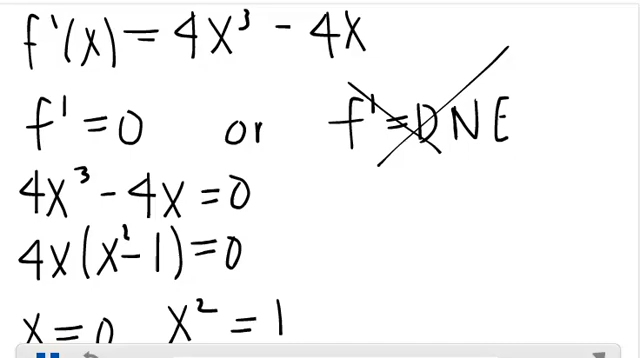 f'(x) = 4x³ - 4x
f' = 0 or f' = DNE
4x³ - 4x = 0
4x(x² - 1) = 0
x = 0 x² = 1